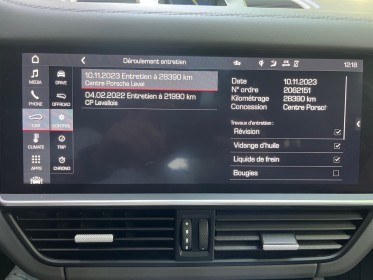 Déroulement entretien
12:18
MEDIA
DRIVE
PHONE
OFFROAD
CAR
CONTROL
CLIMATE
TRIP
APPS
CHRONO
10.11.2023 Entretien à 28390 km
Centre Porsche Laval
04.02.2022 Entretien à 21990 km
CP Levallois
Date 10.11.2023
N° ordre 2062151
Kilométrage 28390 km
Concession Centre Porsc
Travaux d'entretien :
Révision
Vidange d'huile
Liquide de frein
Bougies